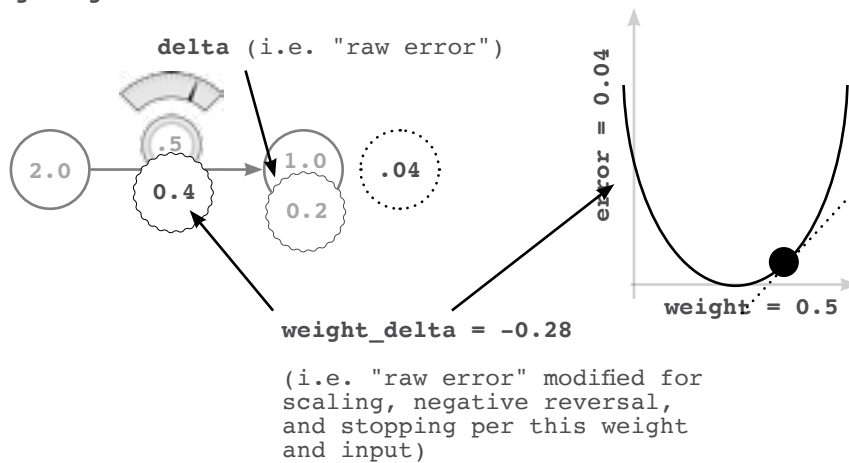 delta (i.e. "raw error")
.5
2.0
1.0
.04
0.4
0.2
error = 0.04
weight = 0.5
weight_delta = -0.28
(i.e. "raw error" modified for
scaling, negative reversal,
and stopping per this weight
and input)